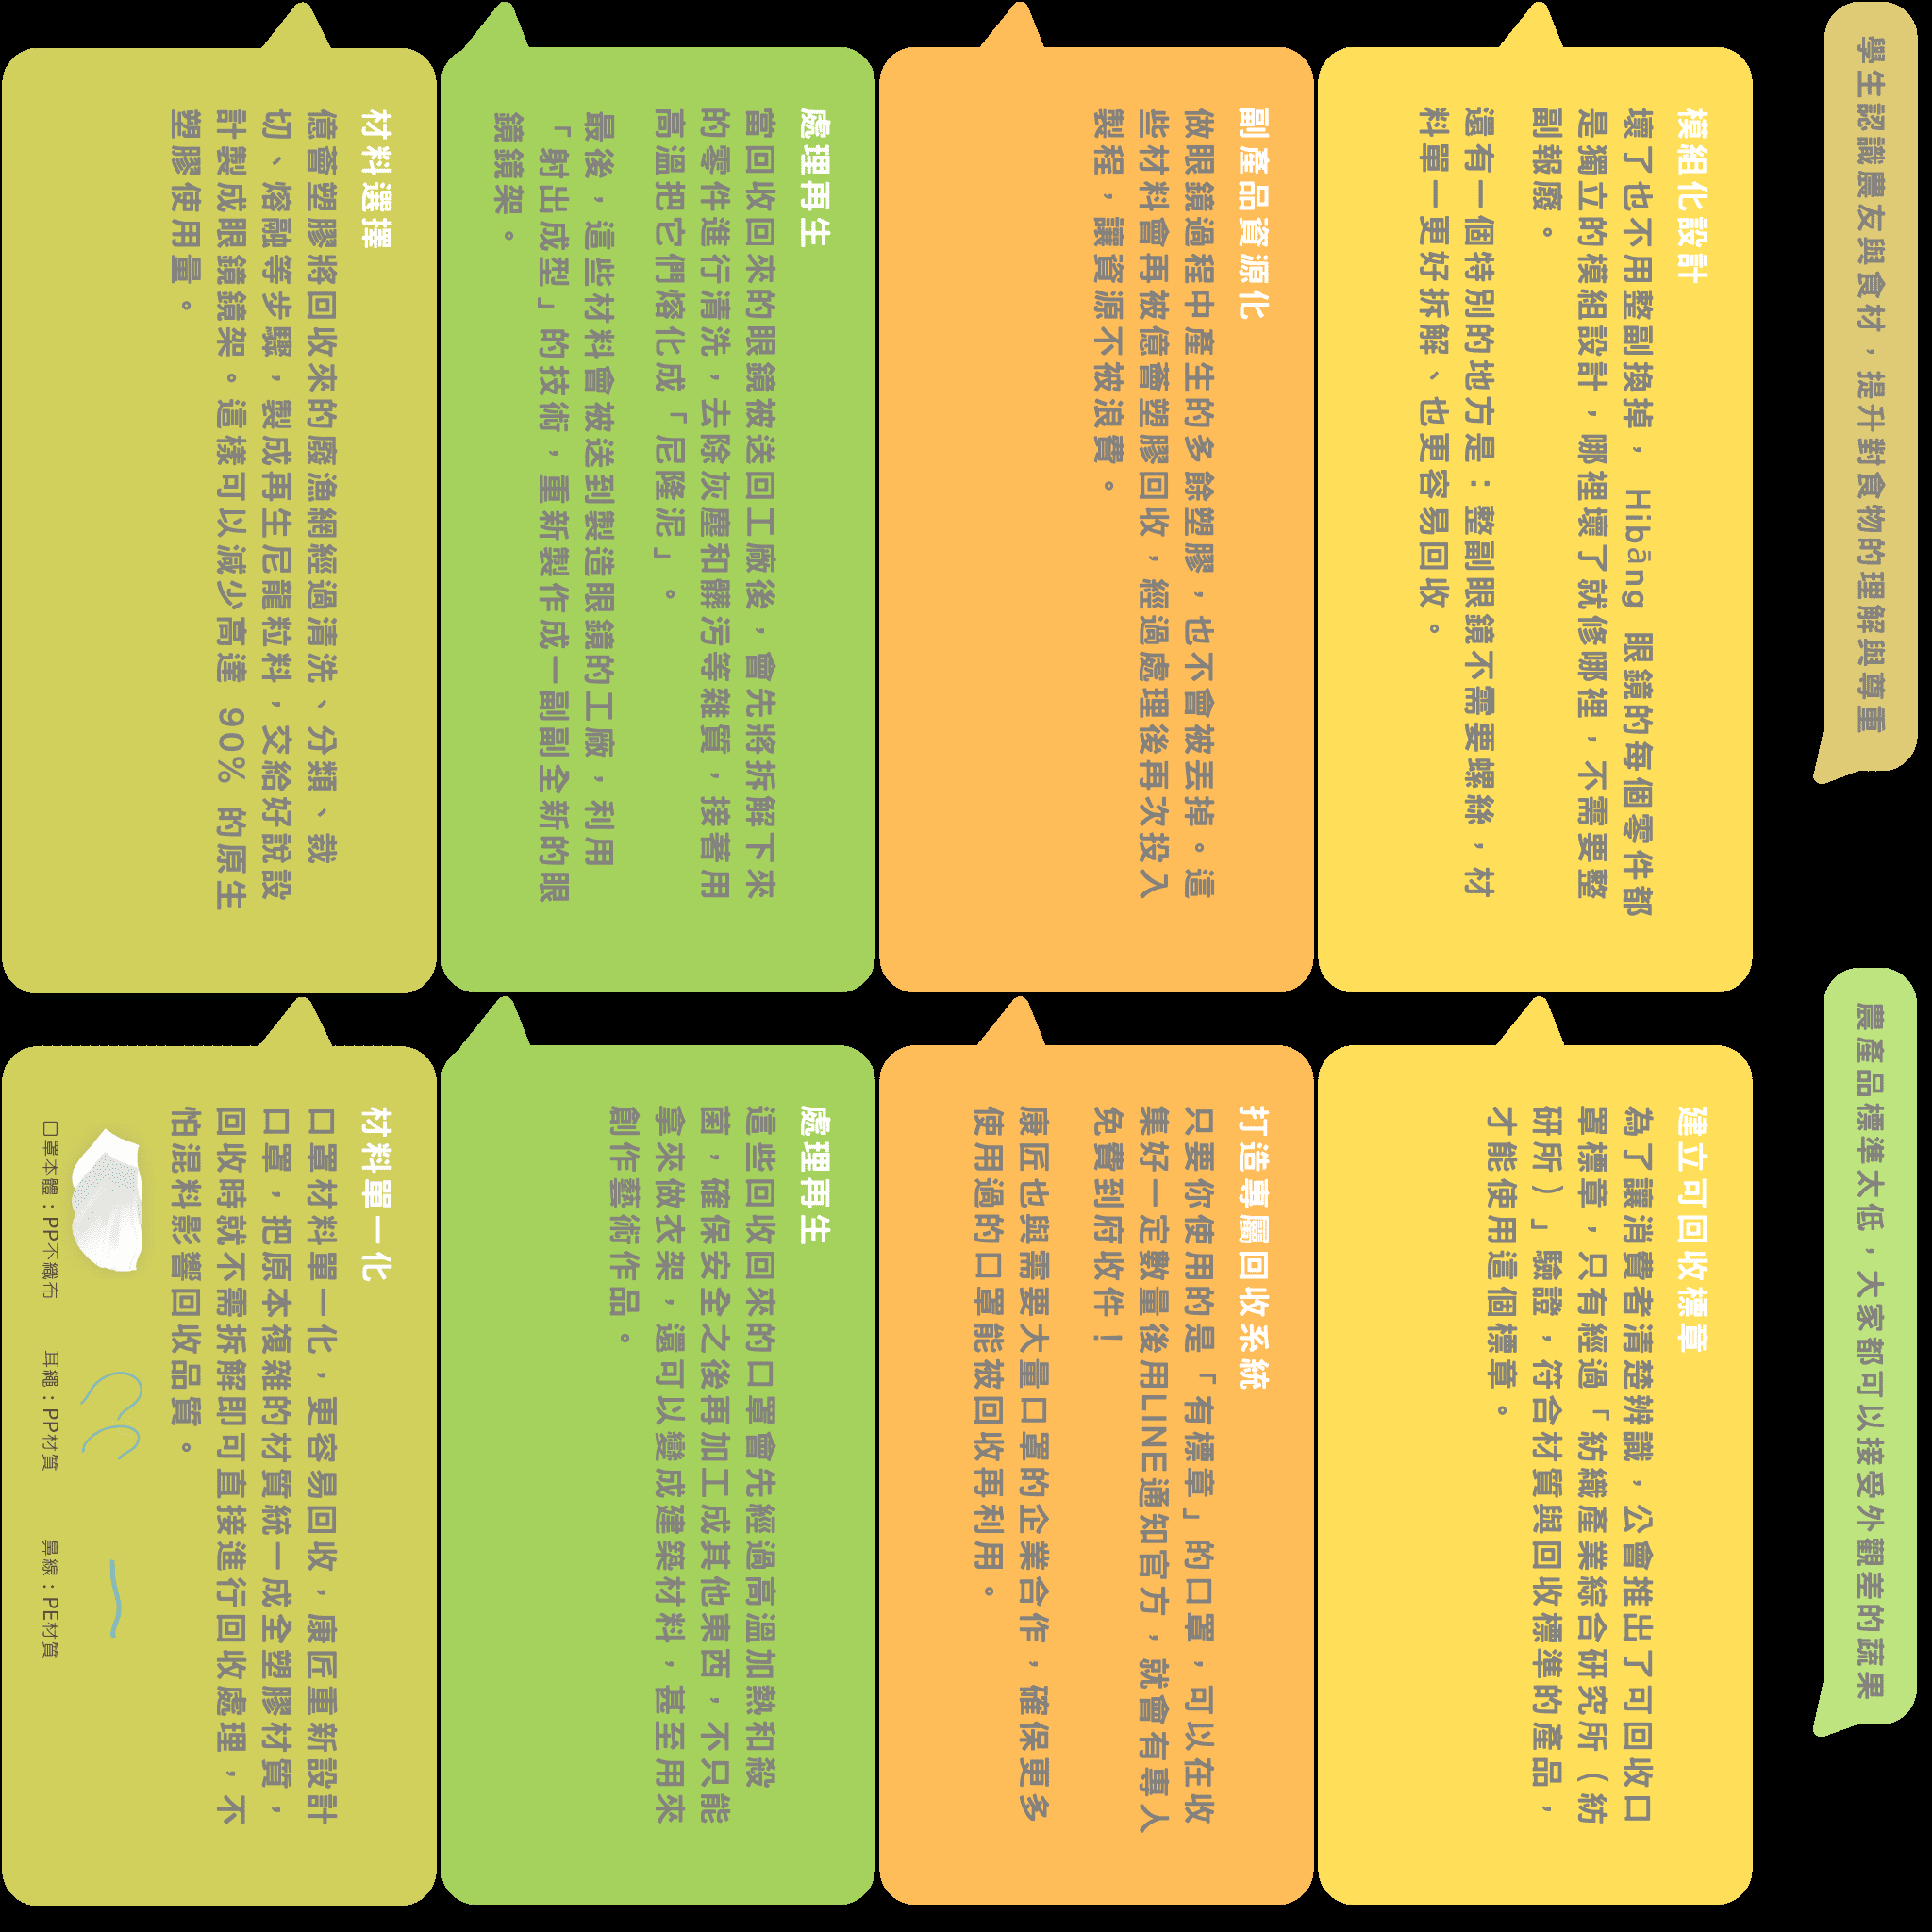 學生認識農友與食材，提升對食物的理解與尊重
農產品標準太低，大家都可以接受外觀差的蔬果
模組化設計
壞了也不用整副換掉， Hibāng 眼鏡的每個零件都
是獨立的模組設計，哪裡壞了就修哪裡，不需要整
副報廢。
還有一個特別的地方是：整副眼鏡不需要螺絲，材
料單一更好拆解、也更容易回收。
建立可回收標章
為了讓消費者清楚辨識，公會推出了可回收口
罩標章，只有經過「紡織產業綜合研究所（紡
研所）」驗證，符合材質與回收標準的產品，
才能使用這個標章。
副產品資源化
做眼鏡過程中產生的多餘塑膠，也不會被丟掉。這
些材料會再被億薈塑膠回收，經過處理後再次投入
製程，讓資源不被浪費。
打造專屬回收系統
只要你使用的是「有標章」的口罩，可以在收
集好一定數量後用LINE通知官方，就會有專人
免費到府收件！
康匠也與需要大量口罩的企業合作，確保更多
使用過的口罩能被回收再利用。
處理再生
當回收回來的眼鏡被送回工廠後，會先將拆解下來
的零件進行清洗，去除灰塵和髒污等雜質，接著用
高溫把它們熔化成「尼隆泥」。
最後，這些材料會被送到製造眼鏡的工廠，利用
「射出成型」的技術，重新製作成一副副全新的眼
鏡鏡架。
處理再生
這些回收回來的口罩會先經過高溫加熱和殺
菌，確保安全之後再加工成其他東西，不只能
拿來做衣架，還可以變成建築材料，甚至用來
創作藝術作品。
材料選擇
億薈塑膠將回收來的廢漁網經過清洗、分類、裁
切、熔融等步驟，製成再生尼龍粒料，交給好說設
計製成眼鏡鏡架。這樣可以減少高達 90% 的原生
塑膠使用量。
材料單一化
口罩材料單一化，更容易回收，康匠重新設計
口罩，把原本複雜的材質統一成全塑膠材質，
回收時就不需拆解即可直接進行回收處理，不
怕混料影響回收品質。
口罩本體：PP不織布
耳繩：PP材質
鼻線：PE材質